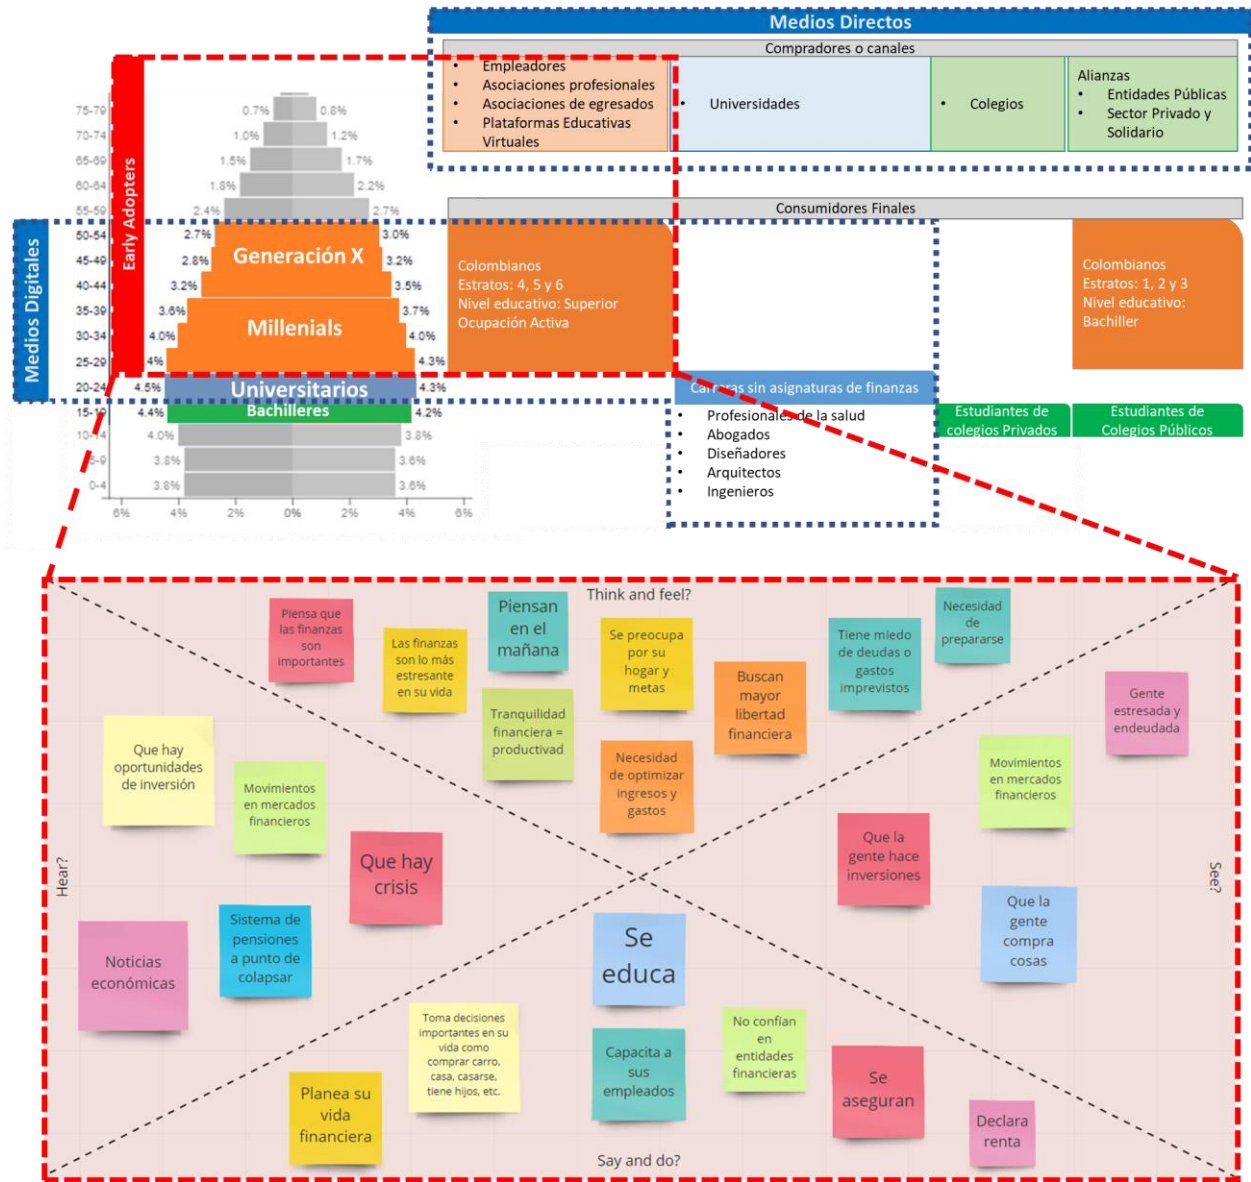 Medios Directos
Compradores o canales
• Empleadores
• Asociaciones profesionales
• Asociaciones de egresados
• Plataformas Educativas
Virtuales
• Universidades
• Colegios
Alianzas
• Entidades Públicas
• Sector Privado y
Solidario
Early Adopters
Medios Digitales
75-79 0.7% 0.8%
70-74 1.0% 1.2%
65-69 1.5% 1.7%
60-64 1.8% 2.2%
55-59 2.4% 2.7%
50-54 2.7% 3.0%
45-49 2.8% Generación X 3.2%
40-44 3.2% 3.5%
35-39 3.6% 3.7%
30-34 4.0% Millenials 4.0%
25-29 4% 4.3%
20-24 4.5% Universitarios 4.3%
15-19 4.4% Bachilleres 4.2%
10-14 4.0% 3.8%
5-9 3.8% 3.6%
0-4 3.8% 3.6%
6% 4% 2% 0% 2% 4% 6%
Consumidores Finales
Colombianos
Estratos: 4, 5 y 6
Nivel educativo: Superior
Ocupación Activa
Colombianos
Estratos: 1, 2 y 3
Nivel educativo:
Bachiller
Carreras sin asignaturas de finanzas
• Profesionales de la salud
• Abogados
• Diseñadores
• Arquitectos
• Ingenieros
Estudiantes de
colegios Privados
Estudiantes de
Colegios Públicos
Think and feel?
Piensa que
las finanzas
son
importantes
Las finanzas
son lo más
estresante
en su vida
Piensan
en el
mañana
Tranquilidad
financiera =
productivad
Se preocupa
por su
hogar y
metas
Necesidad
de optimizar
ingresos y
gastos
Buscan
mayor
libertad
financiera
Tiene miedo
de deudas o
gastos
imprevistos
Necesidad
de
prepararse
Hear?
Que hay
oportunidades
de inversión
Movimientos
en mercados
financieros
Que hay
crisis
Noticias
económicas
Sistema de
pensiones
a punto de
colapsar
See?
Gente
estresada y
endeudada
Movimientos
en mercados
financieros
Que la
gente hace
inversiones
Que la
gente
compra
cosas
Se
educa
Toma decisiones
importantes en su
vida como
comprar carro,
casa, casarse,
tiene hijos, etc.
Planea su
vida
financiera
Capacita a
sus
empleados
No confían
en
entidades
financieras
Se
aseguran
Declara
renta
Say and do?